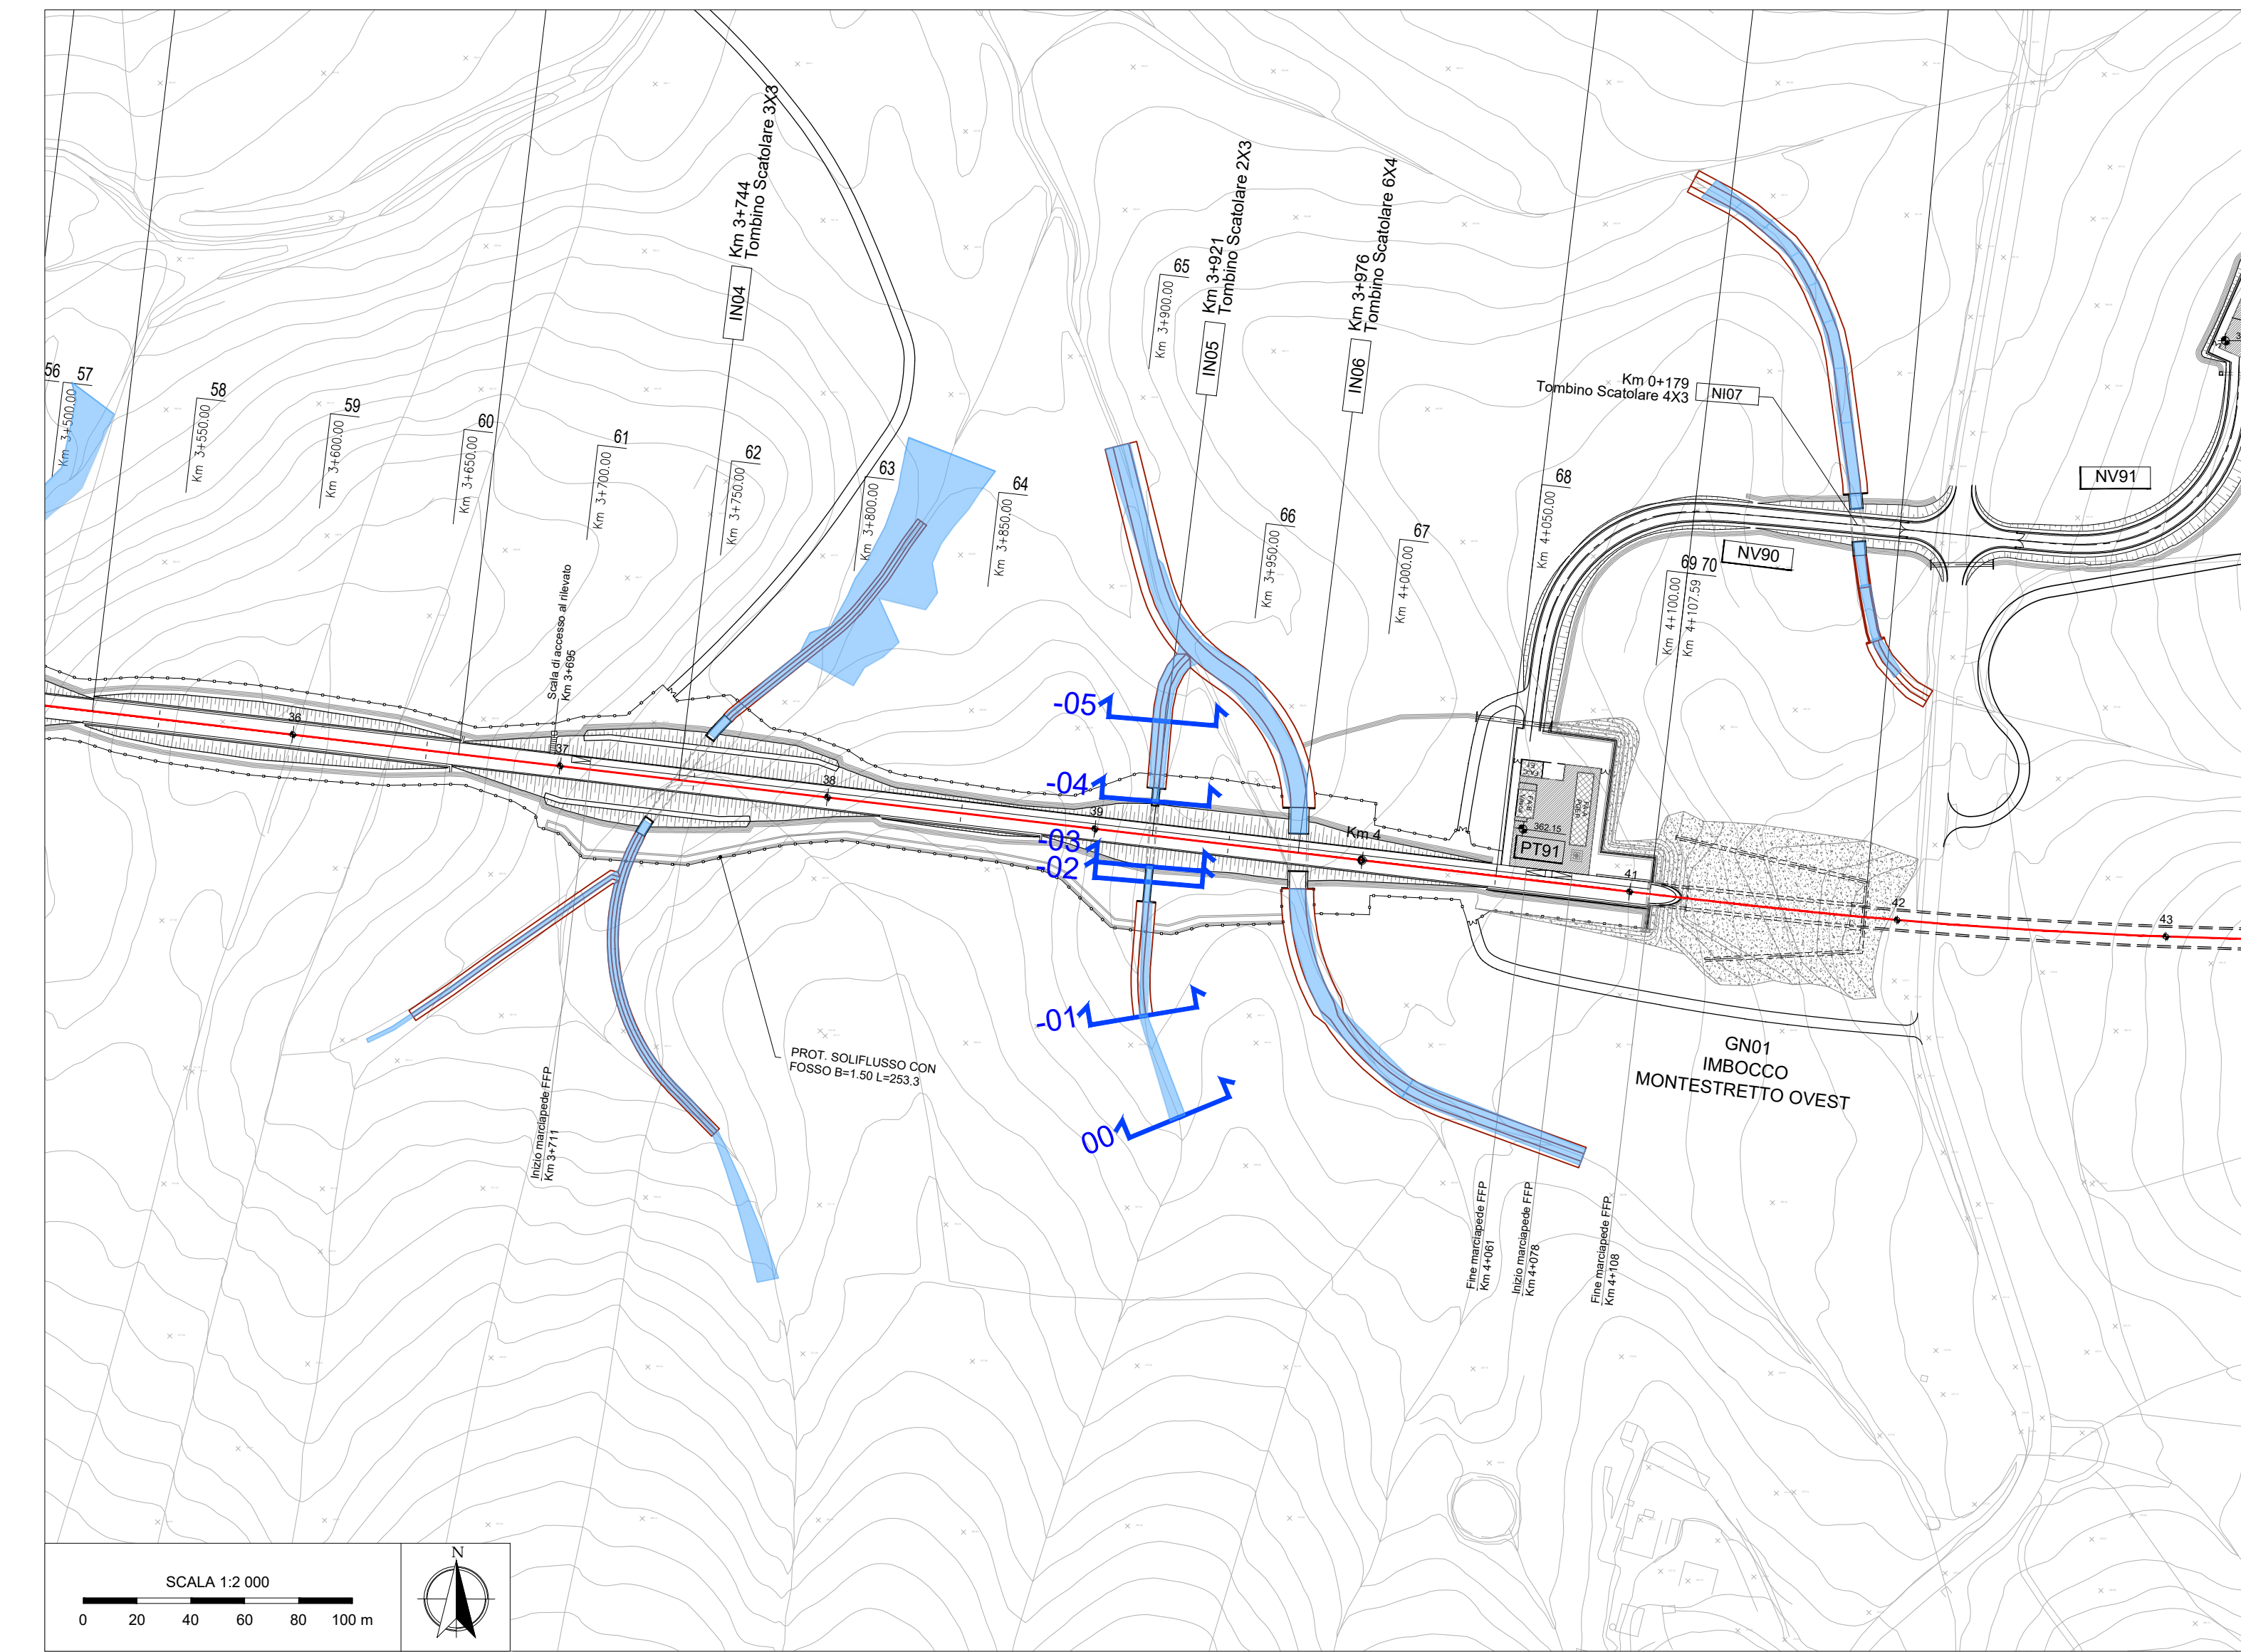 Km 3+744
Tombino Scatolare 3X3
IN04
Km 3+921
Tombino Scatolare 2X3
IN05
Km 3+976
Tombino Scatolare 6X4
IN06
Km 0+179
Tombino Scatolare 4X3
NI07
56
57
Km 3+500.00
58
Km 3+550.00
59
Km 3+600.00
60
Km 3+650.00
61
Km 3+700.00
62
Km 3+750.00
63
Km 3+800.00
64
Km 3+850.00
65
Km 3+900.00
66
Km 3+950.00
67
Km 4+000.00
68
Km 4+050.00
69 70
Km 4+100.00
Km 4+107.59
NV90
NV91
Scala di accesso al rilevato
Km 3+695
36
37
38
39
Km 4
41
42
43
-05
-04
-03
-02
-01
00
362.15
PT91
PROT. SOLIFLUSSO CON
FOSSO B=1.50 L=253.3
GN01
IMBOCCO
MONTESTRETTO OVEST
Inizio marciapede FFP
Km 3+711
Fine marciapede FFP
Km 4+061
Inizio marciapede FFP
Km 4+078
Fine marciapede FFP
Km 4+108
SCALA 1:2 000
0 20 40 60 80 100 m
N